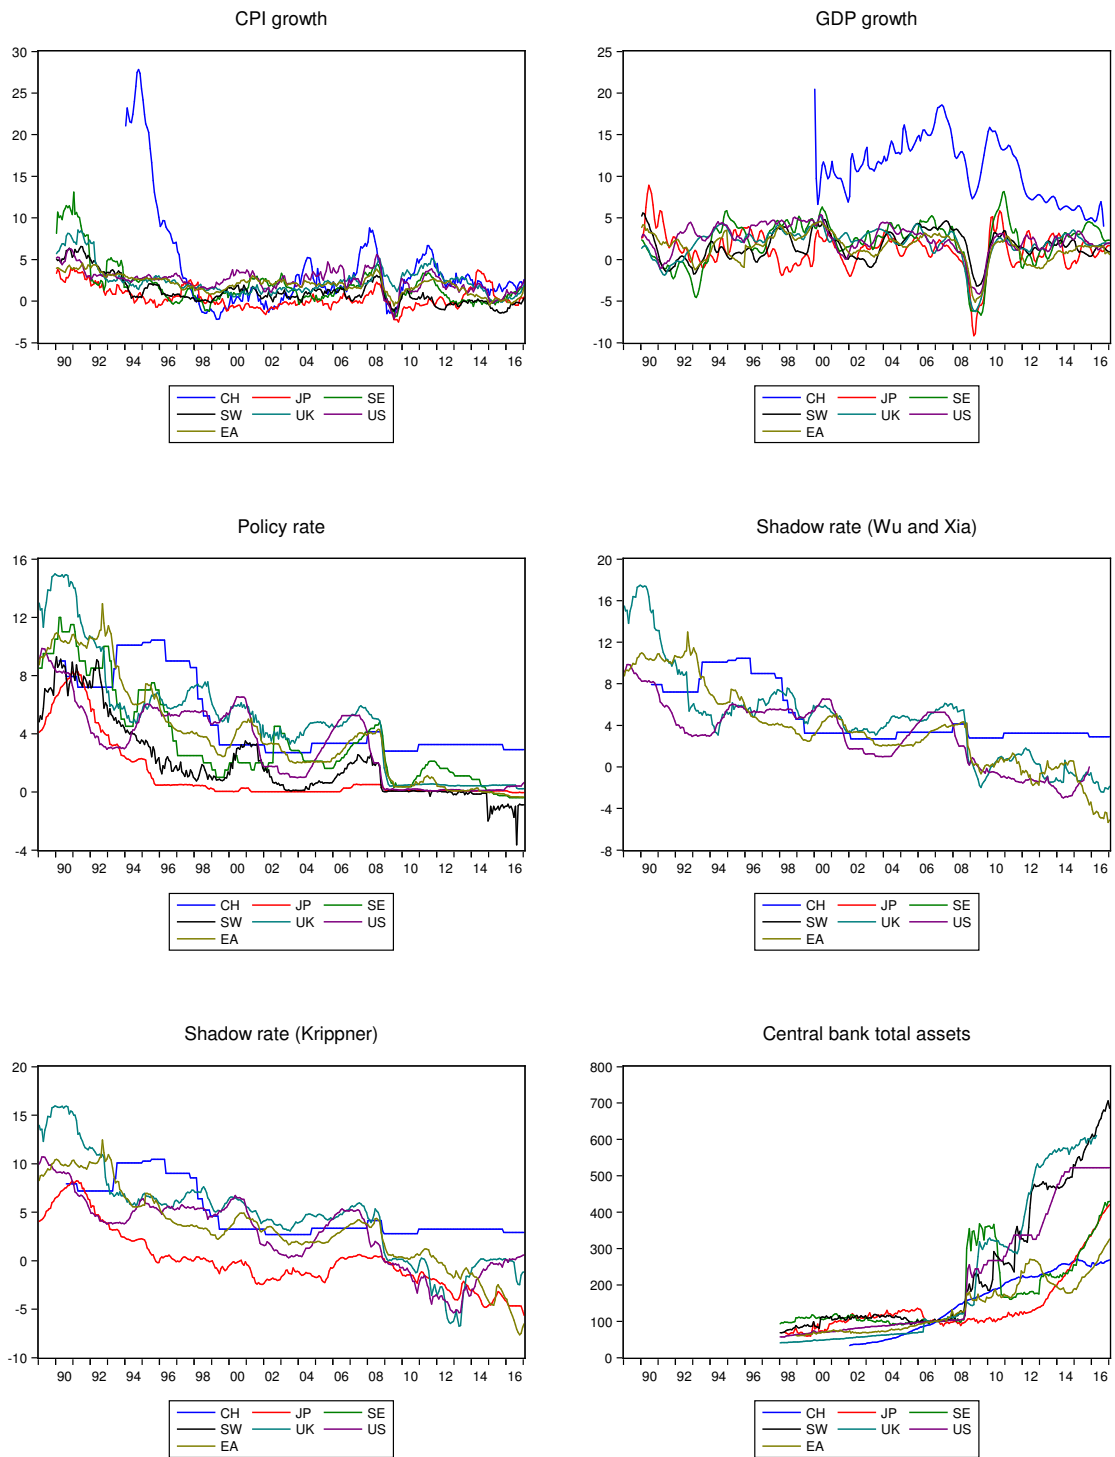 CPI growth
30
25
20
15
10
5
0
-5
90 92 94 96 98 00 02 04 06 08 10 12 14 16
CH JP SE
SW UK US
EA
GDP growth
25
20
15
10
5
0
-5
-10
90 92 94 96 98 00 02 04 06 08 10 12 14 16
CH JP SE
SW UK US
EA
Policy rate
16
12
8
4
0
-4
90 92 94 96 98 00 02 04 06 08 10 12 14 16
CH JP SE
SW UK US
EA
Shadow rate (Wu and Xia)
20
16
12
8
4
0
-4
-8
90 92 94 96 98 00 02 04 06 08 10 12 14 16
CH JP SE
SW UK US
EA
Shadow rate (Krippner)
20
15
10
5
0
-5
-10
90 92 94 96 98 00 02 04 06 08 10 12 14 16
CH JP SE
SW UK US
EA
Central bank total assets
800
700
600
500
400
300
200
100
0
90 92 94 96 98 00 02 04 06 08 10 12 14 16
CH JP SE
SW UK US
EA